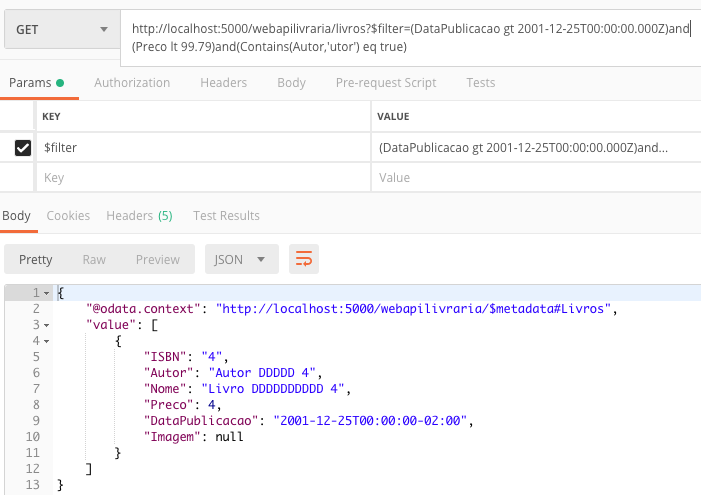 GET
http://localhost:5000/webapilivraria/livros?$filter=(DataPublicacao gt 2001-12-25T00:00:00.000Z)and
(Preco lt 99.79)and(Contains(Autor,'utor') eq true)
Params Authorization Headers Body Pre-request Script Tests
KEY VALUE
$filter (DataPublicacao gt 2001-12-25T00:00:00.000Z)and...
Key Value
Body Cookies Headers (5) Test Results
Pretty Raw Preview JSON
1 {
2 "@odata.context": "http://localhost:5000/webapilivraria/$metadata#Livros",
3 "value": [
4 {
5 "ISBN": "4",
6 "Autor": "Autor DDDDD 4",
7 "Nome": "Livro DDDDDDDDDD 4",
8 "Preco": 4,
9 "DataPublicacao": "2001-12-25T00:00:00-02:00",
10 "Imagem": null
11 }
12 ]
13 }